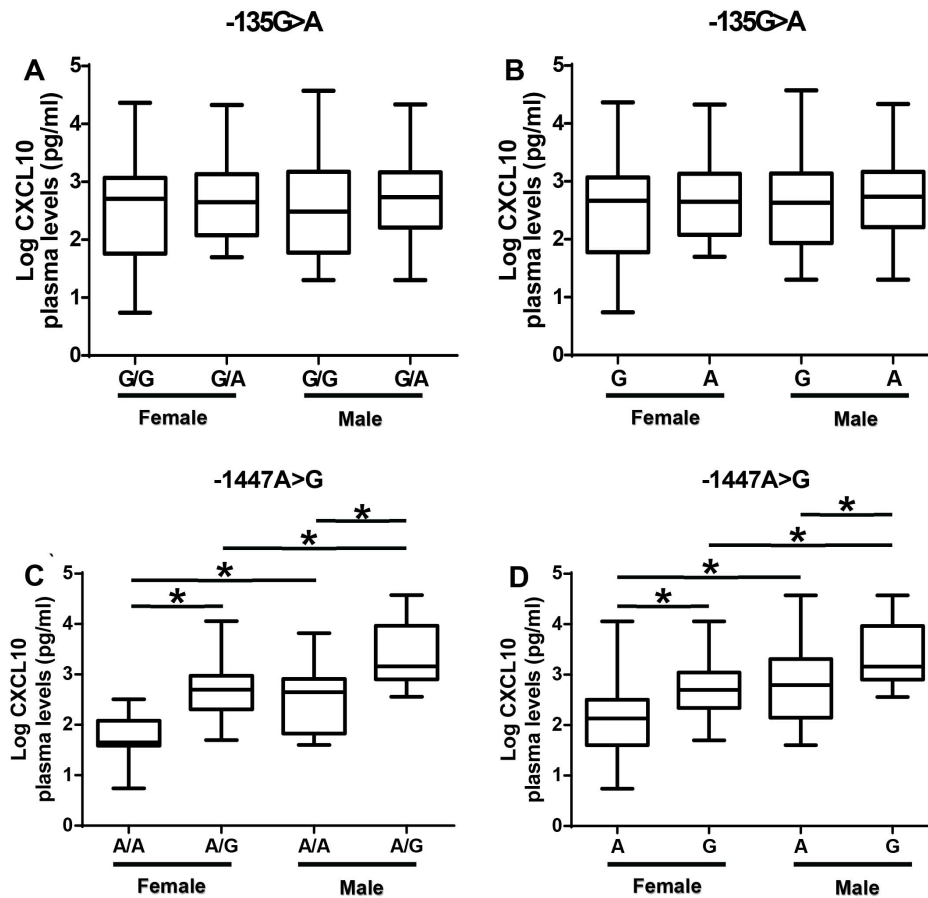 -135G>A
A
Log CXCL10
plasma levels (pg/ml)
5
4
3
2
1
0
G/G G/A G/G G/A
Female Male
-135G>A
B
Log CXCL10
plasma levels (pg/ml)
5
4
3
2
1
0
G A G A
Female Male
-1447A>G
C
Log CXCL10
plasma levels (pg/ml)
5
4
3
2
1
0
* * * *
A/A A/G A/A A/G
Female Male
-1447A>G
D
Log CXCL10
plasma levels (pg/ml)
5
4
3
2
1
0
* * * *
A G A G
Female Male